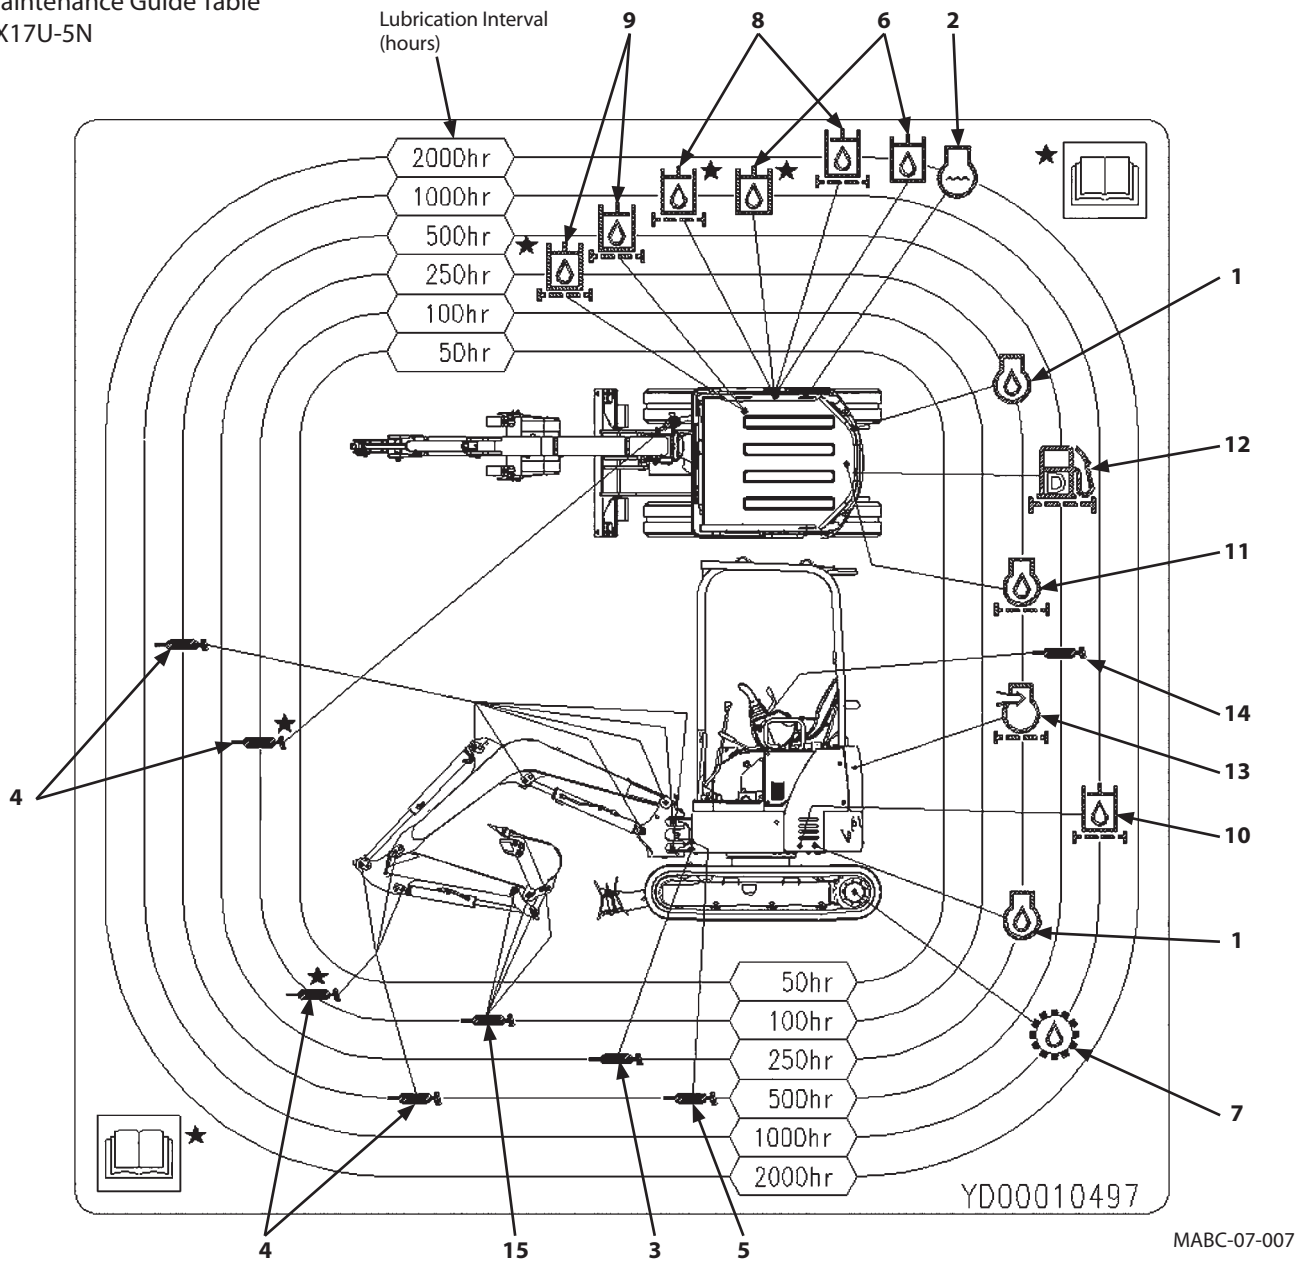 aintenance Guide Table
X17U-5N
Lubrication Interval
(hours)
9
8
6
2
2000hr
1000hr
500hr
250hr
100hr
50hr
1
12
D
11
14
13
4
10
1
50hr
100hr
250hr
500hr
1000hr
2000hr
7
YD00010497
4
15
3
5
MABC-07-007